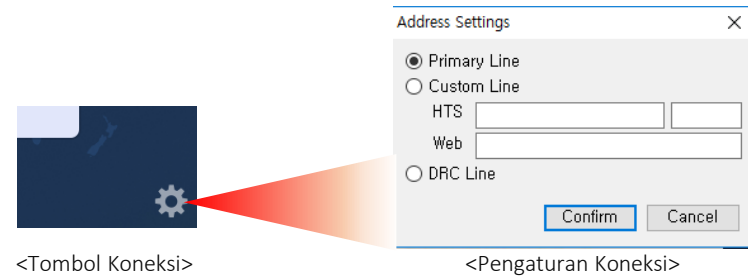 Address Settings
Primary Line
Custom Line
HTS
Web
DRC Line
Confirm Cancel
<Tombol Koneksi> <Pengaturan Koneksi>